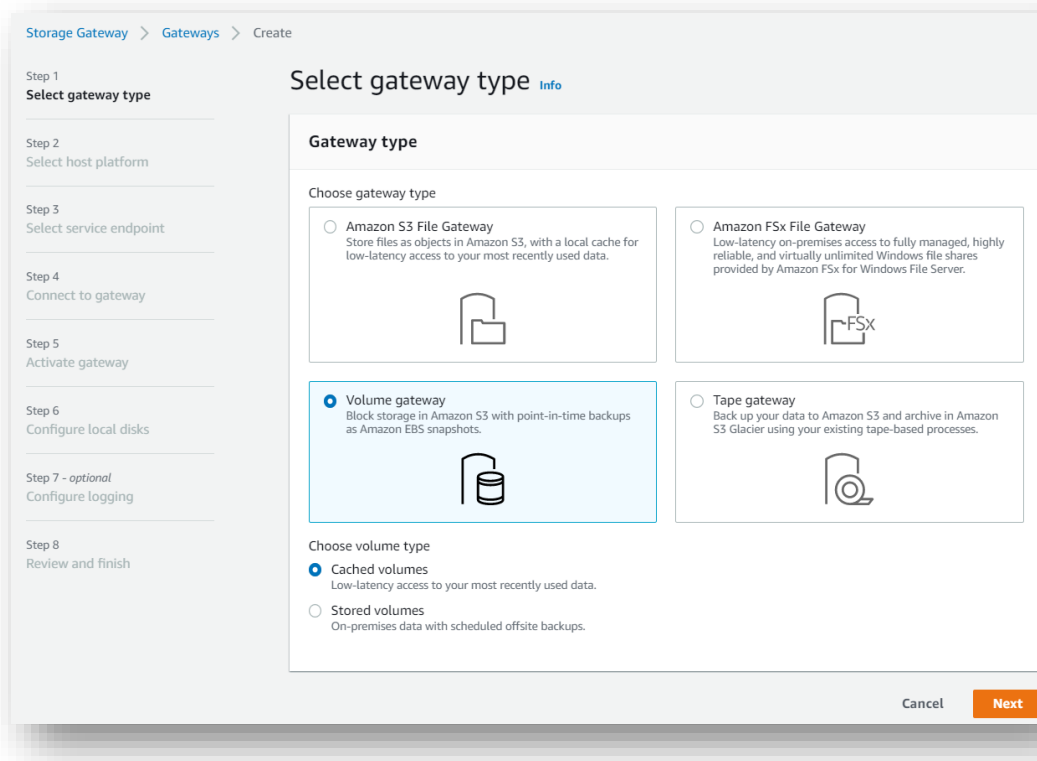 Storage Gateway > Gateways > Create
Step 1
Select gateway type
Step 2
Select host platform
Step 3
Select service endpoint
Step 4
Connect to gateway
Step 5
Activate gateway
Step 6
Configure local disks
Step 7 - optional
Configure logging
Step 8
Review and finish
Select gateway type Info
Gateway type
Choose gateway type
Amazon S3 File Gateway
Store files as objects in Amazon S3, with a local cache for
low-latency access to your most recently used data.
Amazon FSx File Gateway
Low-latency on-premises access to fully managed, highly
reliable, and virtually unlimited Windows file shares
provided by Amazon FSx for Windows File Server.
FSx
Volume gateway
Block storage in Amazon S3 with point-in-time backups
as Amazon EBS snapshots.
Tape gateway
Back up your data to Amazon S3 and archive in Amazon
S3 Glacier using your existing tape-based processes.
Choose volume type
Cached volumes
Low-latency access to your most recently used data.
Stored volumes
On-premises data with scheduled offsite backups.
Cancel Next